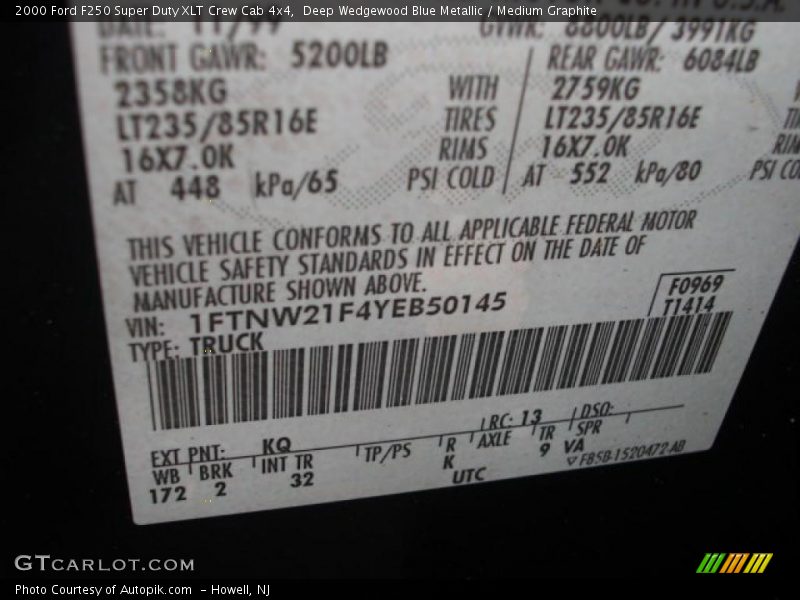 2000 Ford F250 Super Duty XLT Crew Cab 4x4, Deep Wedgewood Blue Metallic / Medium Graphite
DATE: 11/99 GVWR: 8800LB/ 3991KG
FRONT GAWR: 5200LB REAR GAWR: 6084LB
2358KG WITH 2759KG
LT235/85R16E TIRES LT235/85R16E
16X7.0K RIMS 16X7.0K
AT 448 kPa/65 PSI COLD AT 552 kPa/80 PSI CO
THIS VEHICLE CONFORMS TO ALL APPLICABLE FEDERAL MOTOR
VEHICLE SAFETY STANDARDS IN EFFECT ON THE DATE OF
MANUFACTURE SHOWN ABOVE.
F0969
VIN: 1FTNW21F4YEB50145
T1414
TYPE: TRUCK
EXT PNT: KQ RC: 13 DSO:
WB BRK INT TR TP/PS R AXLE TR SPR
172 2 32 K 9 VA
UTC
F85B-1520472-AB
GTCARLOT.COM
Photo Courtesy of Autopik.com - Howell, NJ